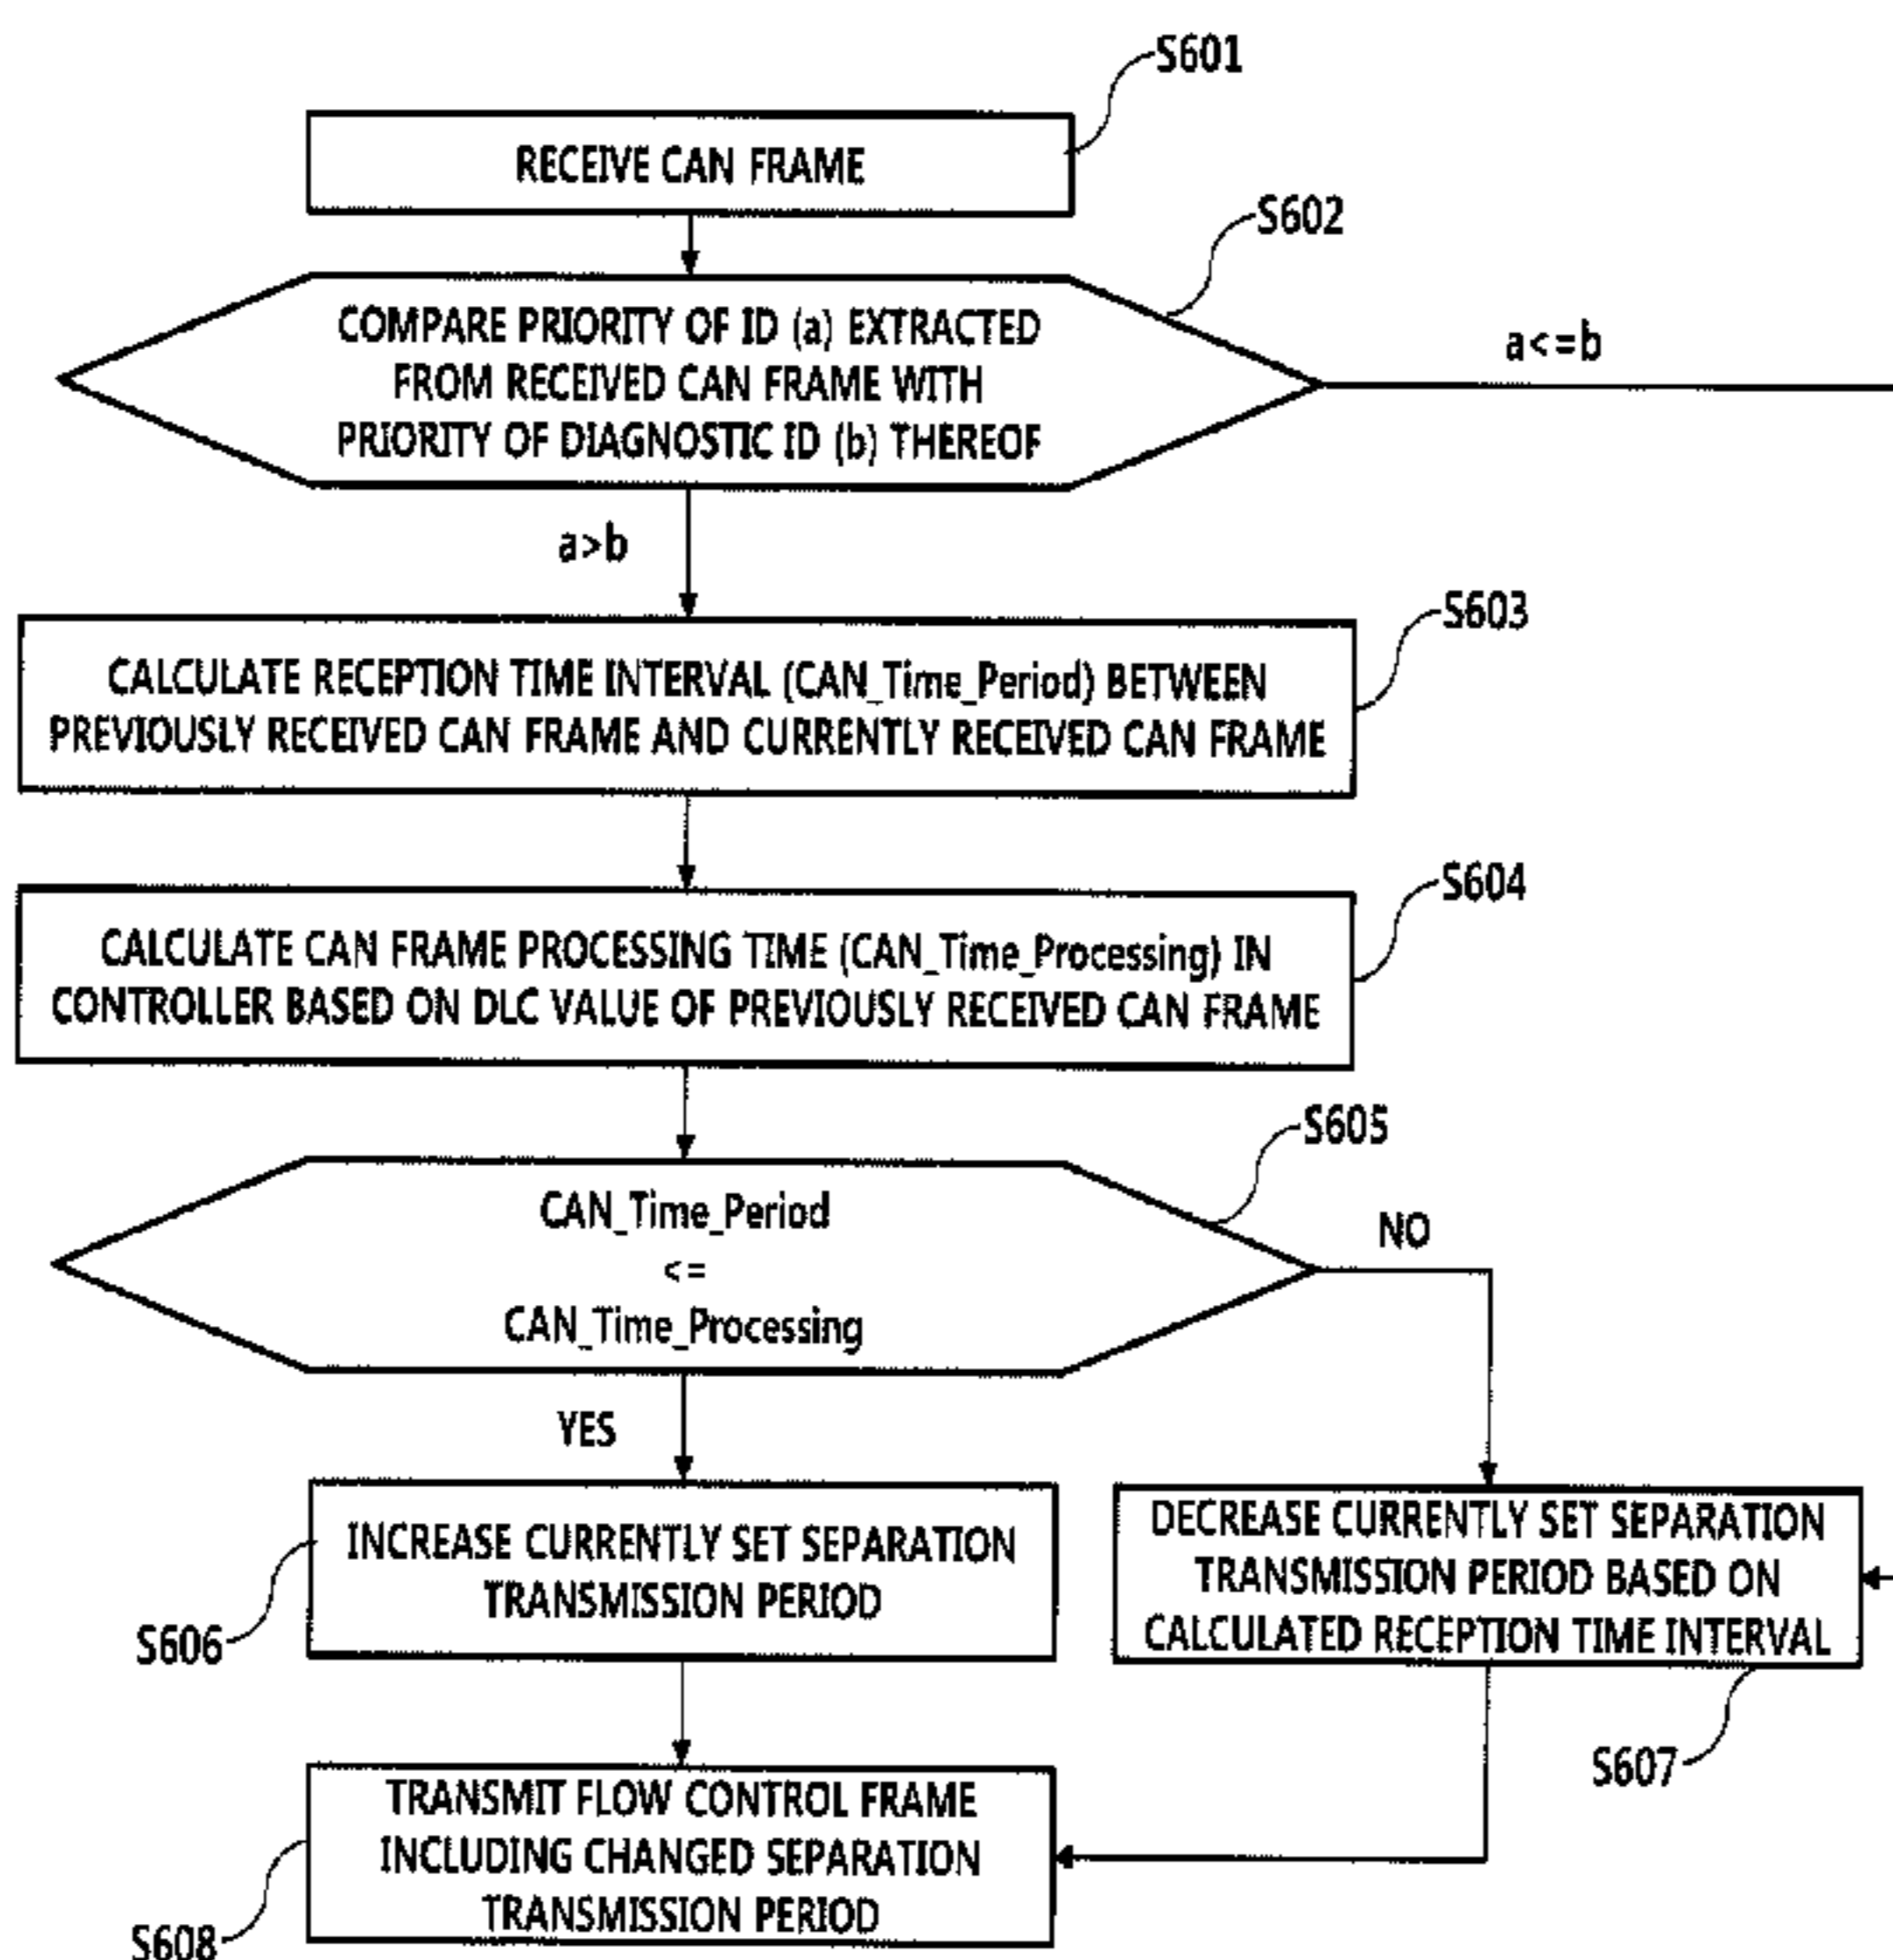 S601
RECEIVE CAN FRAME
S602
COMPARE PRIORITY OF ID (a) EXTRACTED
FROM RECEIVED CAN FRAME WITH
PRIORITY OF DIAGNOSTIC ID (b) THEREOF
a<=b
a>b
S603
CALCULATE RECEPTION TIME INTERVAL (CAN_Time_Period) BETWEEN
PREVIOUSLY RECEIVED CAN FRAME AND CURRENTLY RECEIVED CAN FRAME
S604
CALCULATE CAN FRAME PROCESSING TIME (CAN_Time_Processing) IN
CONTROLLER BASED ON DLC VALUE OF PREVIOUSLY RECEIVED CAN FRAME
S605
CAN_Time_Period
<=
CAN_Time_Processing
NO
YES
INCREASE CURRENTLY SET SEPARATION
TRANSMISSION PERIOD
S606
DECREASE CURRENTLY SET SEPARATION
TRANSMISSION PERIOD BASED ON
CALCULATED RECEPTION TIME INTERVAL
S607
TRANSMIT FLOW CONTROL FRAME
INCLUDING CHANGED SEPARATION
TRANSMISSION PERIOD
S608